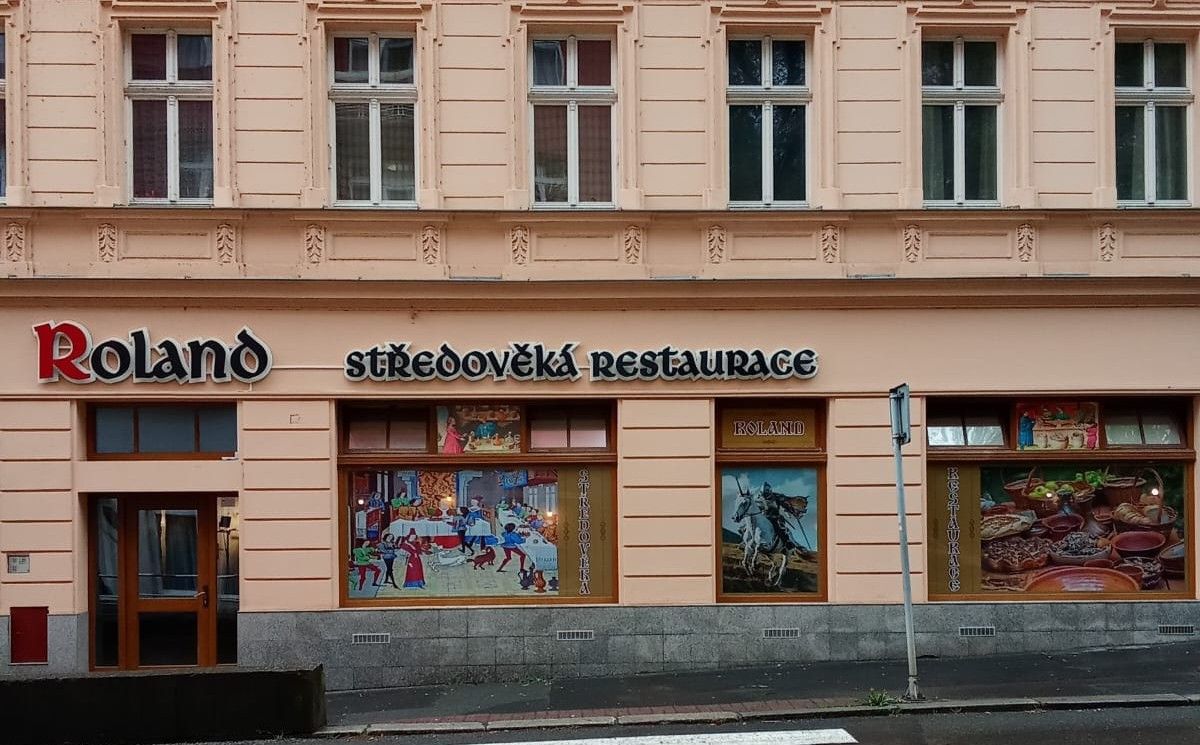 Roland
středověká restaurace
ROLAND
STŘEDOVĚKÁ
RESTAURACE